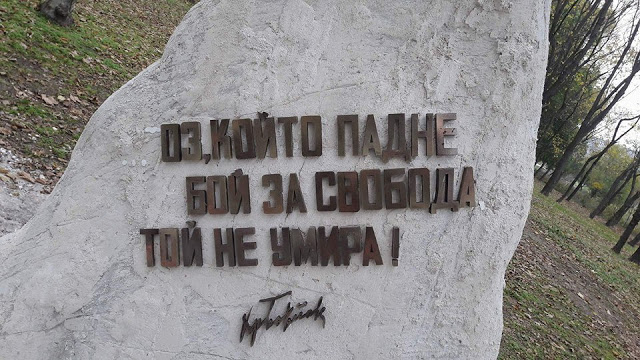 ОЗ,КОЙТО ПАДНЕ
БОЙ ЗА СВОБОДА
ТОЙ НЕ УМИРА!